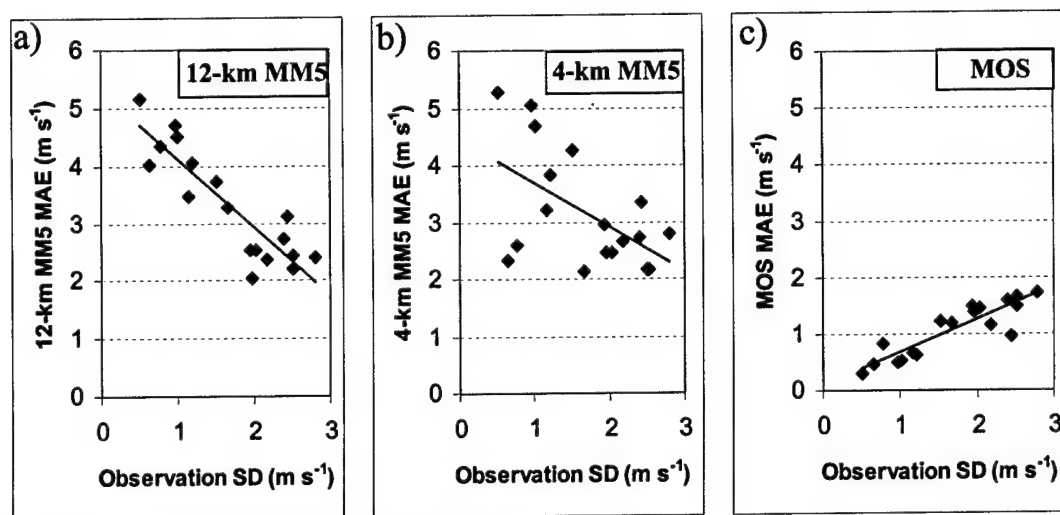 a)
12-km MM5
12-km MM5 MAE (m s⁻¹)
6
5
4
3
2
1
0
0 1 2 3
Observation SD (m s⁻¹)
b)
4-km MM5
4-km MM5 MAE (m s⁻¹)
6
5
4
3
2
1
0
0 1 2 3
Observation SD (m s⁻¹)
c)
MOS
MOS MAE (m s⁻¹)
6
5
4
3
2
1
0
0 1 2 3
Observation SD (m s⁻¹)